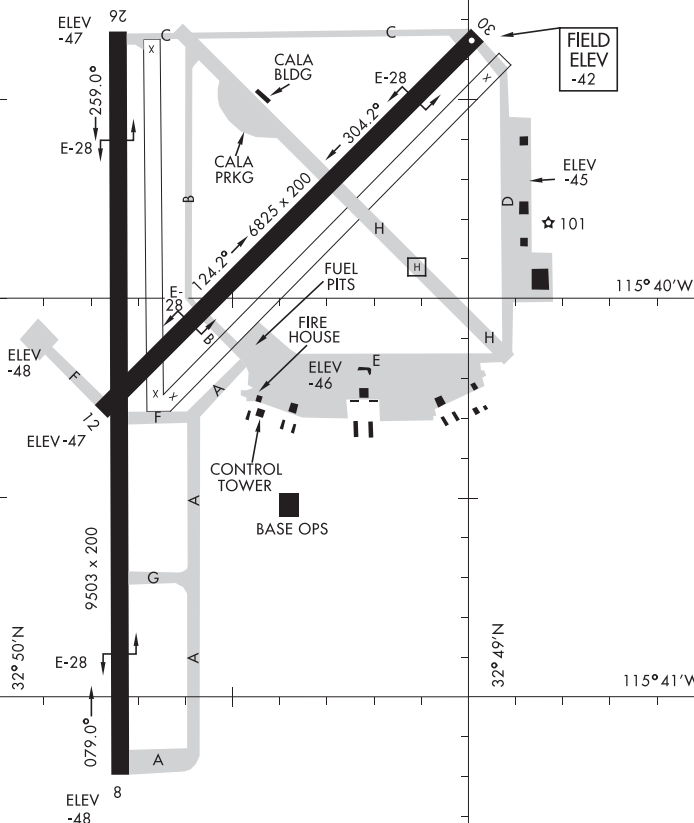 26
ELEV
-47
C
C
30
FIELD
ELEV
-42
X
X
CALA
BLDG
E-28
259.0°
304.2°
E-28
CALA
PRKG
ELEV
-45
B
D
6825 x 200
101
H
124.2°
H
FUEL
PITS
E-
28
115° 40'W
B
FIRE
HOUSE
H
ELEV
-48
E
ELEV
-46
F
A
X
X
12
F
ELEV -47
CONTROL
TOWER
A
BASE OPS
9503 x 200
G
32° 50'N
32° 49'N
E-28
A
115° 41'W
079.0°
A
8
ELEV
-48